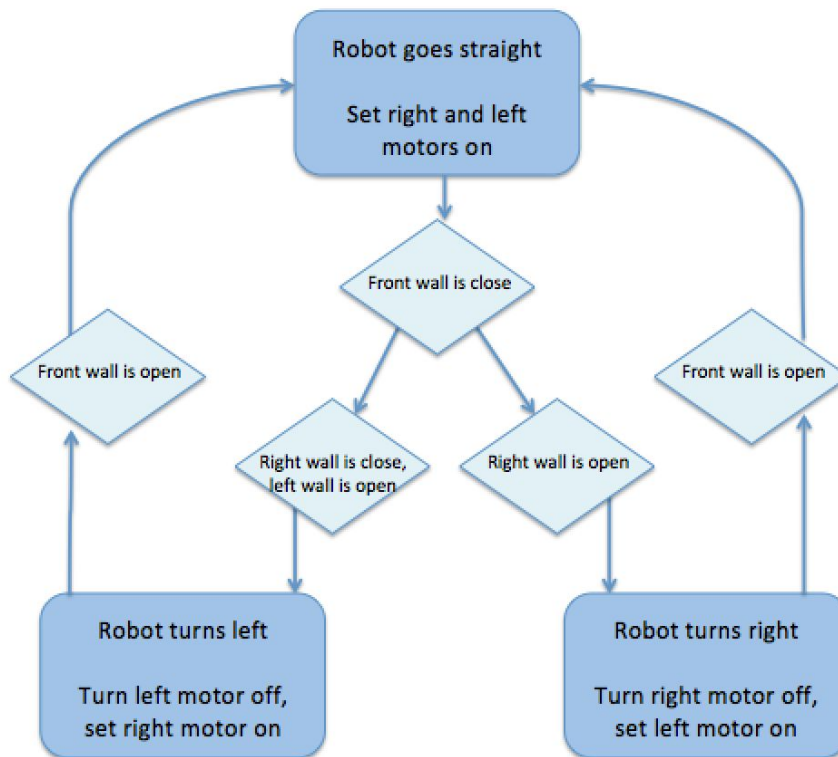 Robot goes straight
Set right and left
motors on
Front wall is close
Front wall is open
Front wall is open
Right wall is close,
left wall is open
Right wall is open
Robot turns left
Turn left motor off,
set right motor on
Robot turns right
Turn right motor off,
set left motor on